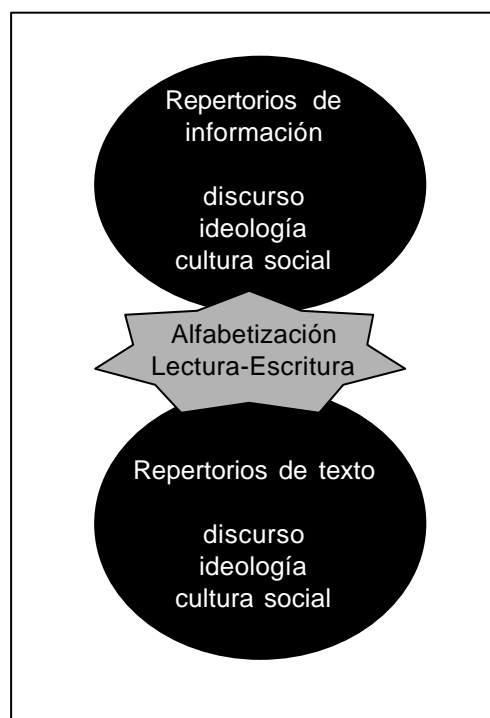 Repertorios de
información
discurso
ideología
cultura social
Alfabetización
Lectura-Escritura
Repertorios de texto
discurso
ideología
cultura social